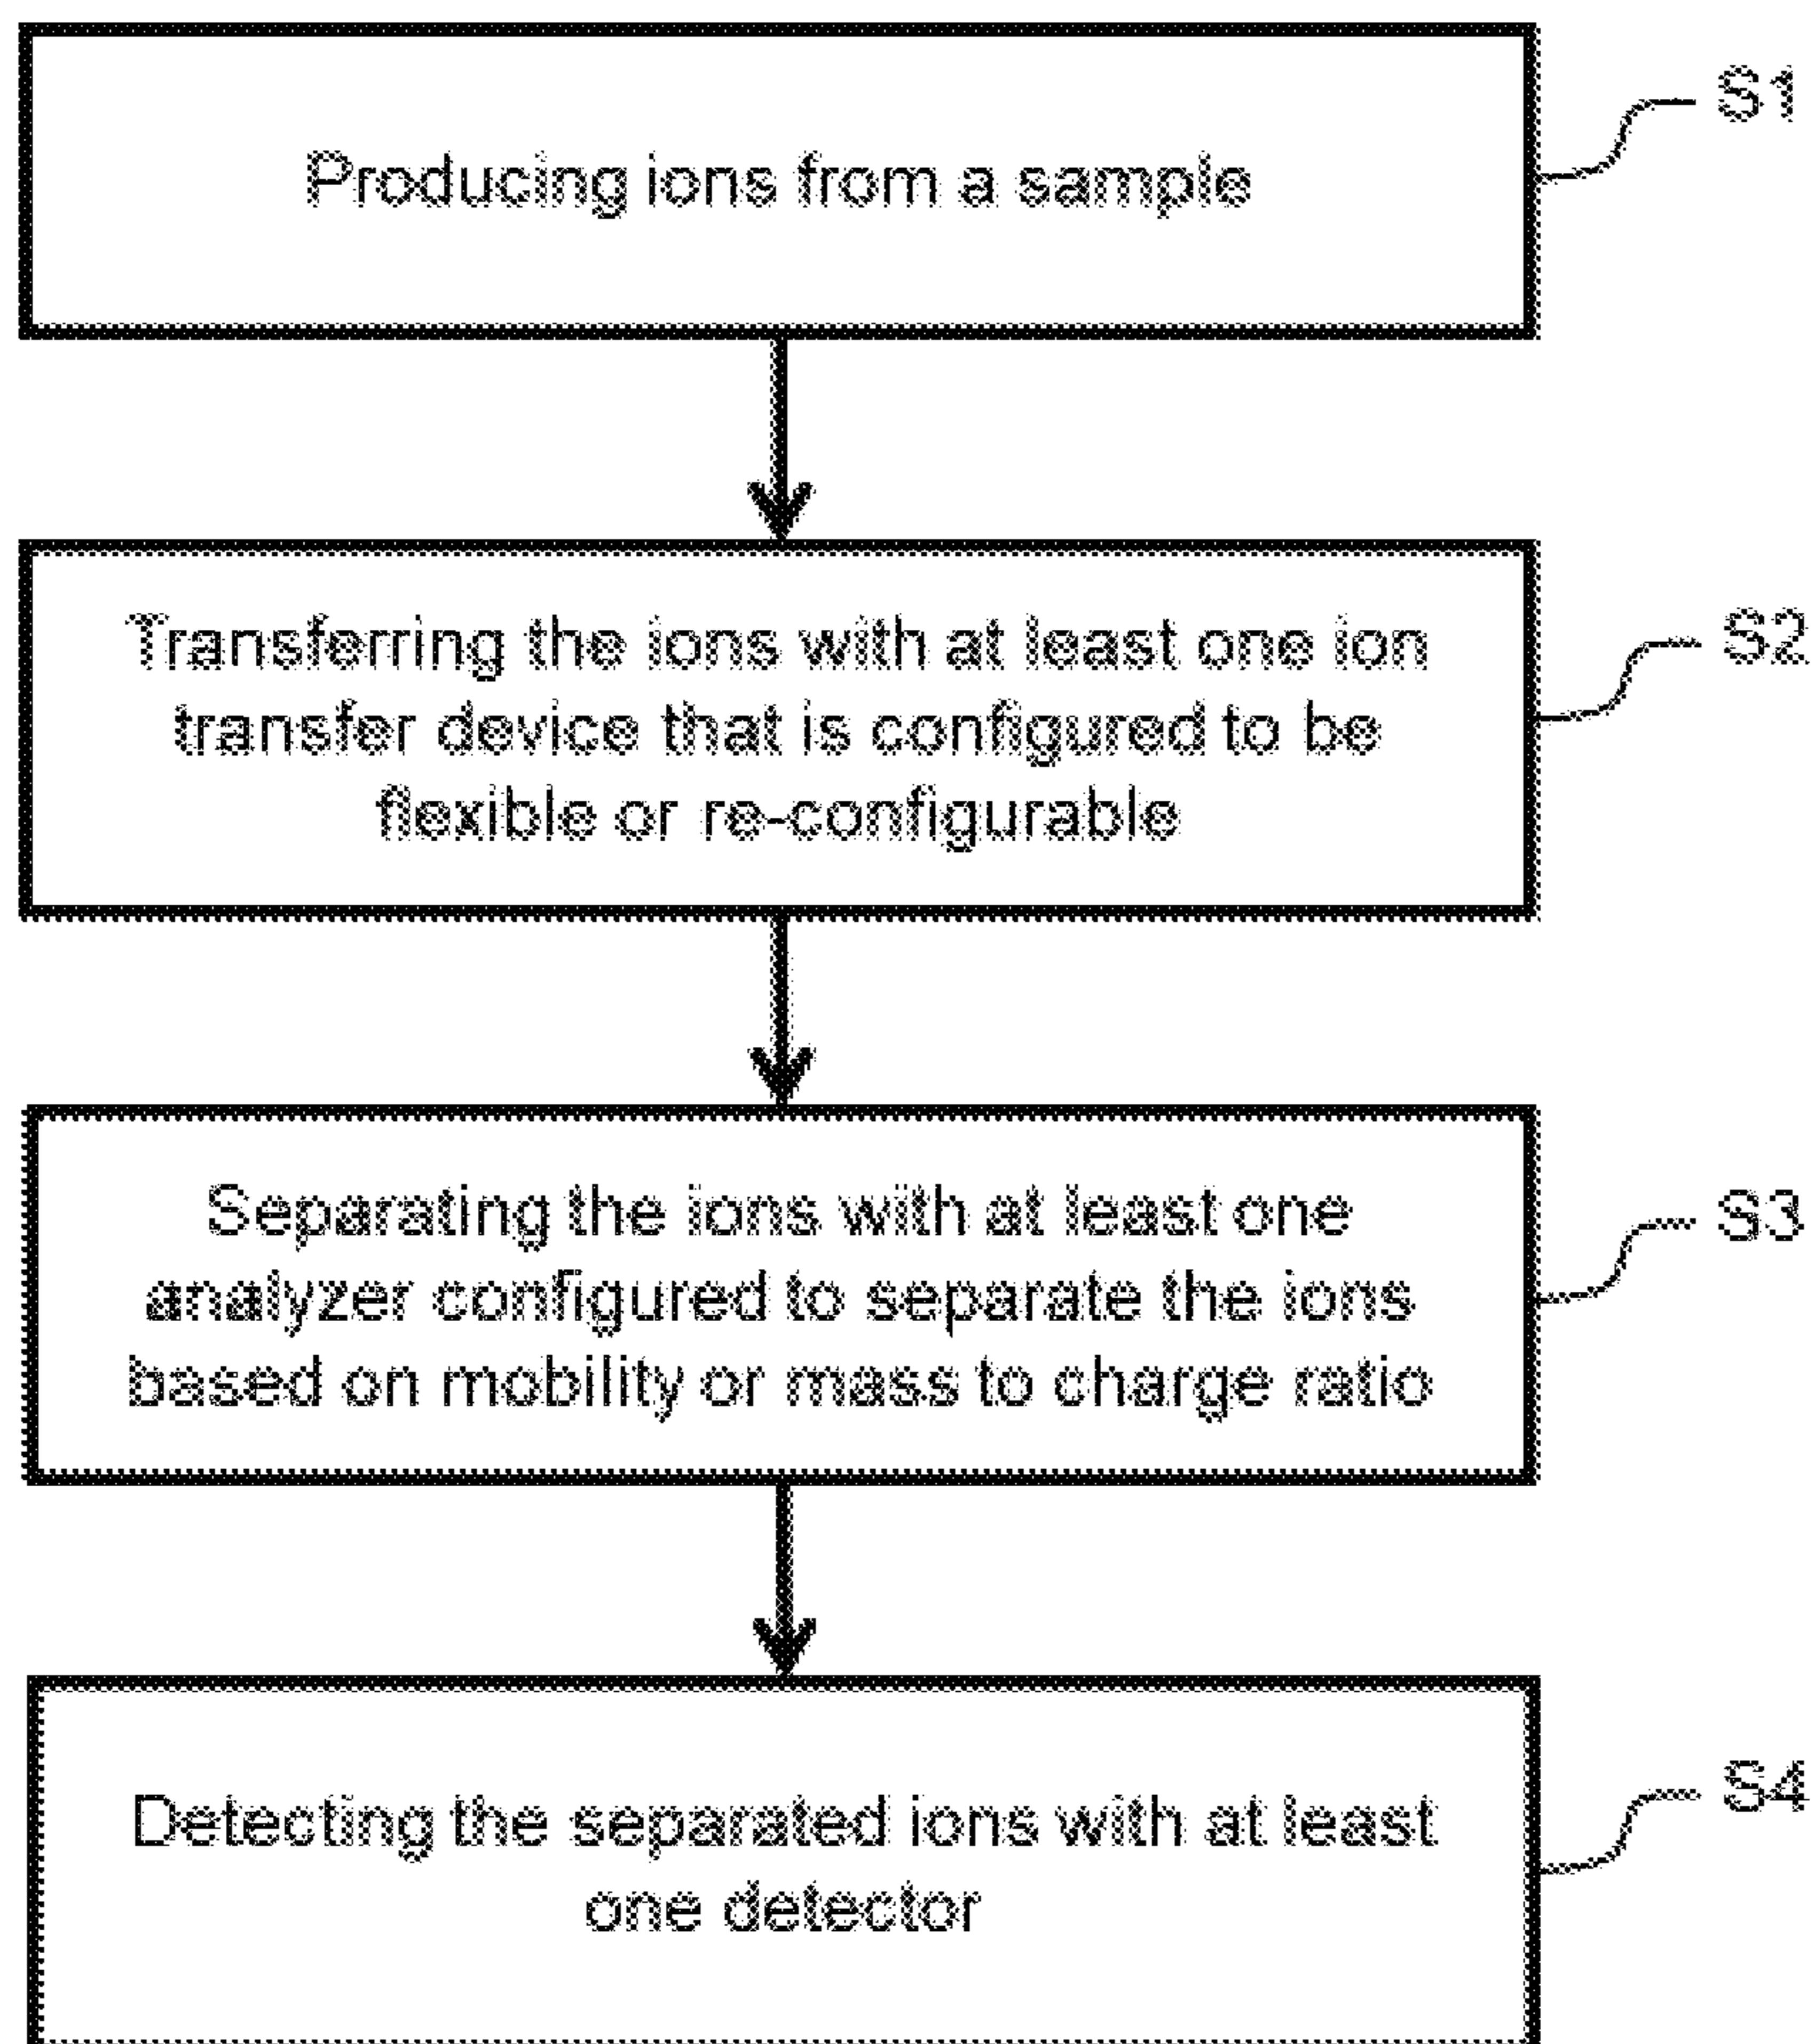 Producing ions from a sample
S1
Transferring the ions with at least one ion
transfer device that is configured to be
flexible or re-configurable
S2
Separating the ions with at least one
analyzer configured to separate the ions
based on mobility or mass to charge ratio
S3
Detecting the separated ions with at least
one detector
S4